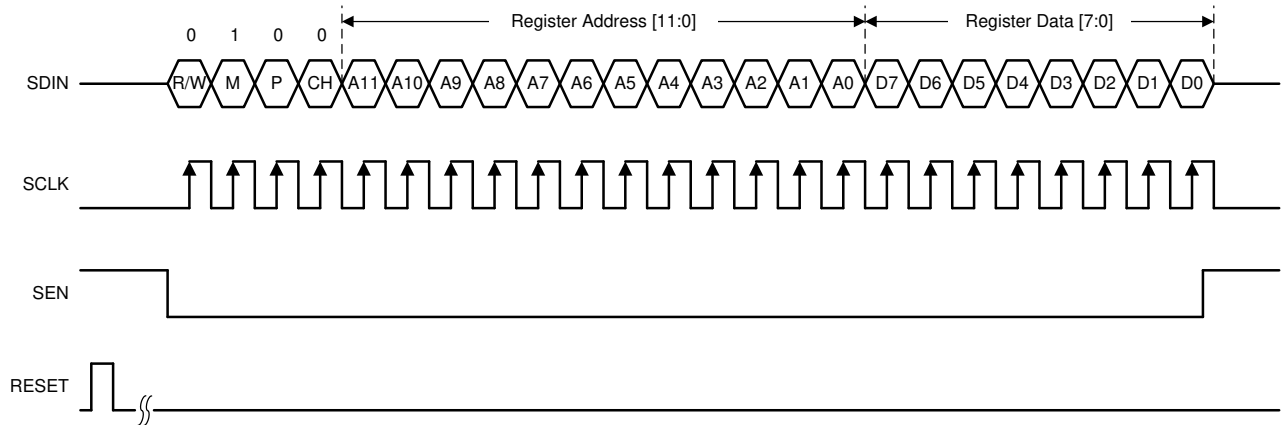 Register Address [11:0] Register Data [7:0]
0 1 0 0
SDIN R/W M P CH A11 A10 A9 A8 A7 A6 A5 A4 A3 A2 A1 A0 D7 D6 D5 D4 D3 D2 D1 D0
SCLK
SEN
RESET